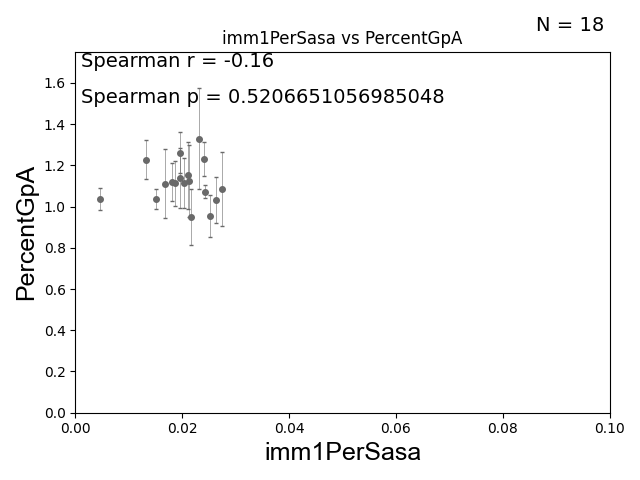 N = 18
imm1PerSasa vs PercentGpA
Spearman r = -0.16
Spearman p = 0.5206651056985048
PercentGpA
1.6
1.4
1.2
1.0
0.8
0.6
0.4
0.2
0.0
0.00 0.02 0.04 0.06 0.08 0.10
imm1PerSasa